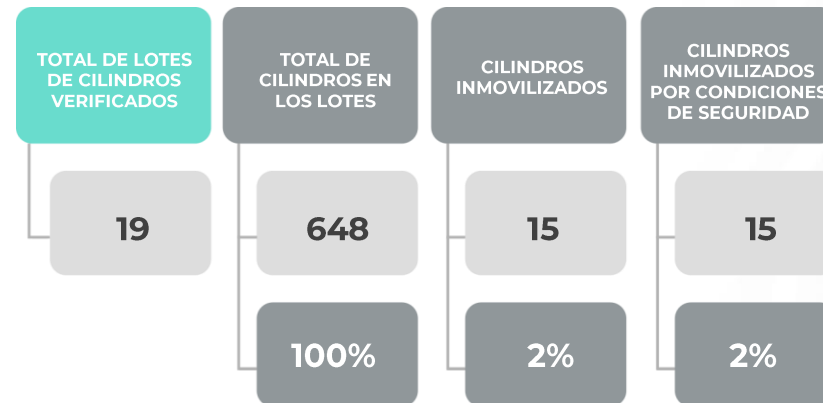 TOTAL DE LOTES
DE CILINDROS
VERIFICADOS
19
TOTAL DE
CILINDROS EN
LOS LOTES
648
100%
CILINDROS
INMOVILIZADOS
15
2%
CILINDROS
INMOVILIZADOS
POR CONDICIONES
DE SEGURIDAD
15
2%